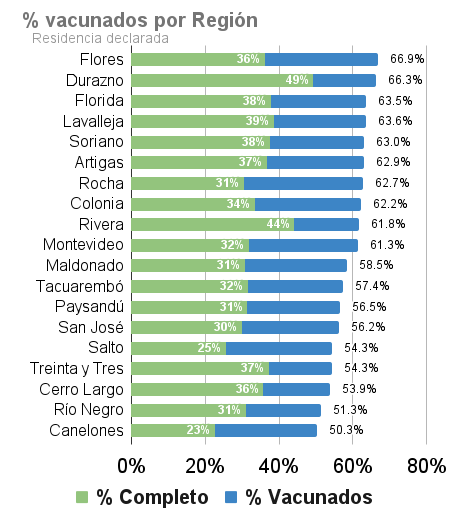 % vacunados por Región
Residencia declarada
Flores 36% 66.9%
Durazno 49% 66.3%
Florida 38% 63.5%
Lavalleja 39% 63.6%
Soriano 38% 63.0%
Artigas 37% 62.9%
Rocha 31% 62.7%
Colonia 34% 62.2%
Rivera 44% 61.8%
Montevideo 32% 61.3%
Maldonado 31% 58.5%
Tacuarembó 32% 57.4%
Paysandú 31% 56.5%
San José 30% 56.2%
Salto 25% 54.3%
Treinta y Tres 37% 54.3%
Cerro Largo 36% 53.9%
Río Negro 31% 51.3%
Canelones 23% 50.3%
0% 20% 40% 60% 80%
% Completo % Vacunados